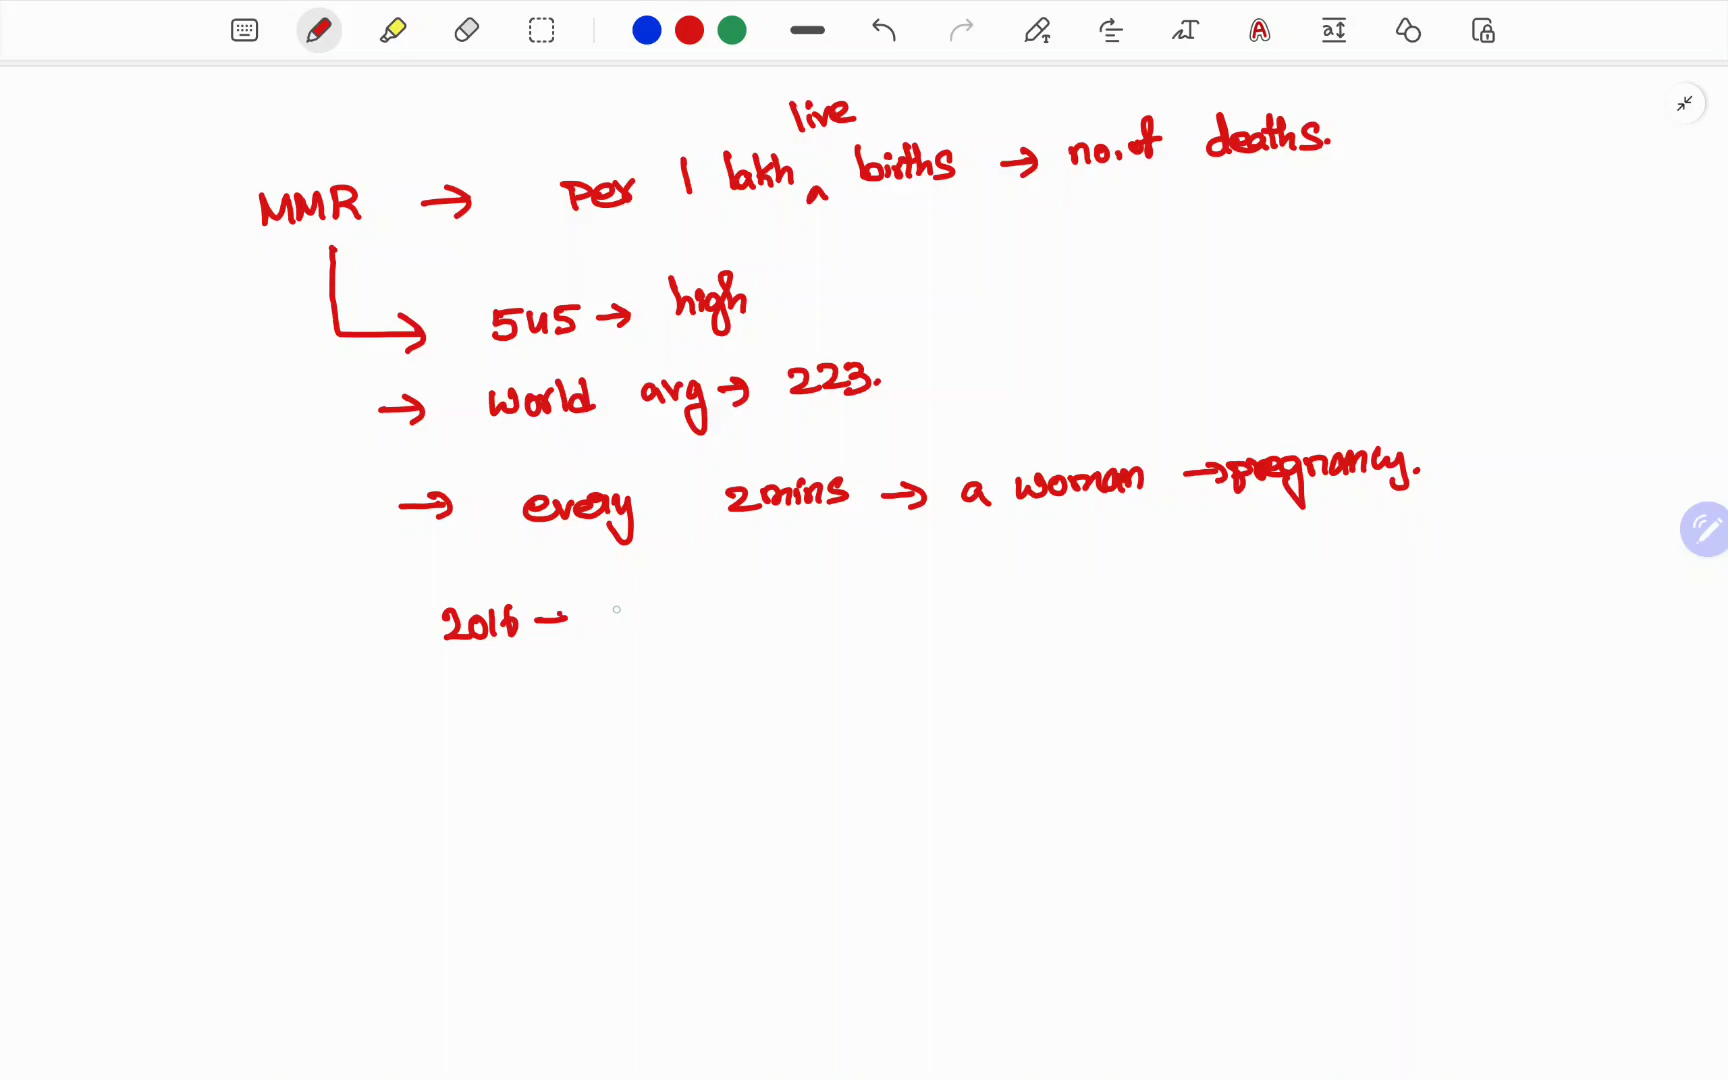 live
MMR → Per 1 lakh ^ births → no. of deaths.
→ 545 → high
→ World avg → 223.
→ every 2mins → a woman → pregnancy.
2016 -